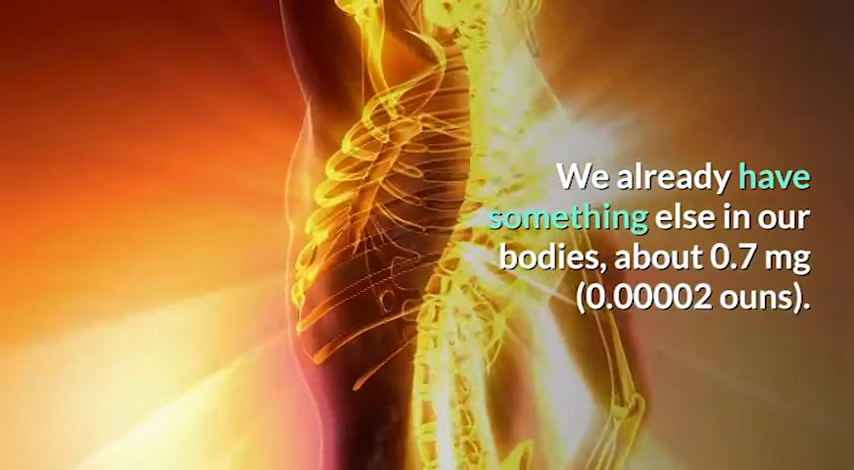 We already have
something else in our
bodies, about 0.7 mg
(0.00002 ouns).